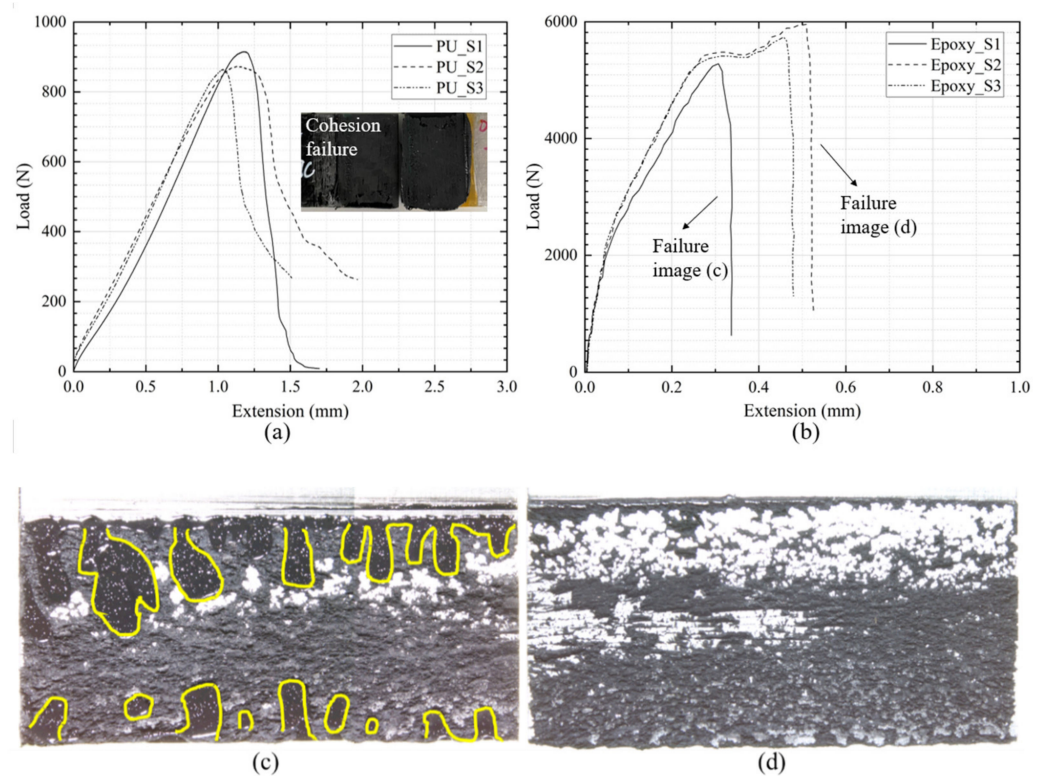 1000
800
600
400
200
0
Load (N)
PU_S1
PU_S2
PU_S3
Cohesion
failure
0.0 0.5 1.0 1.5 2.0 2.5 3.0
Extension (mm)
(a)
6000
6000
4000
2000
0
Load (N)
Epoxy_S1
Epoxy_S2
Epoxy_S3
Failure
image (d)
Failure
image (c)
0.0 0.2 0.4 0.6 0.8 1.0
Extension (mm)
(b)
(c)
(d)